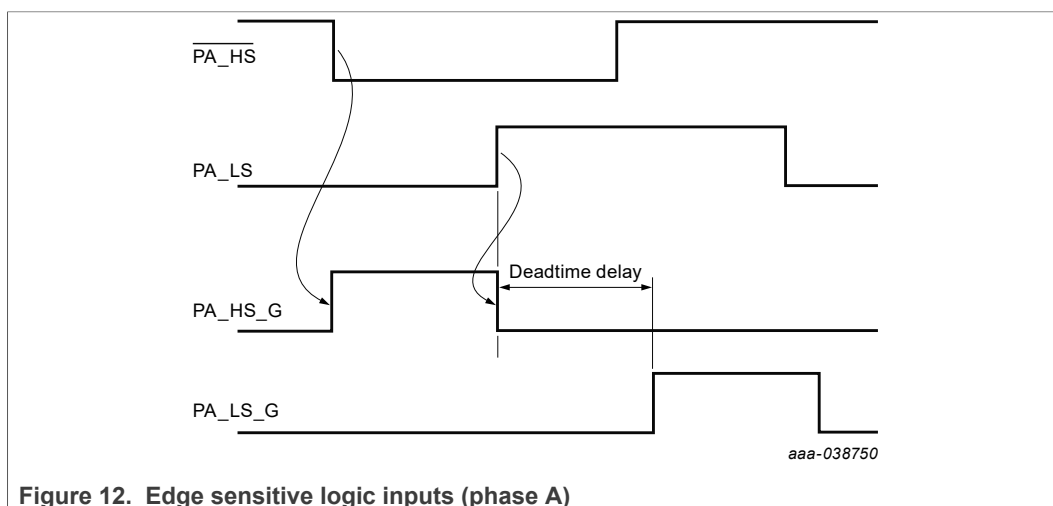 PA_HS
PA_LS
Deadtime delay
PA_HS_G
PA_LS_G
aaa-038750
Figure 12. Edge sensitive logic inputs (phase A)